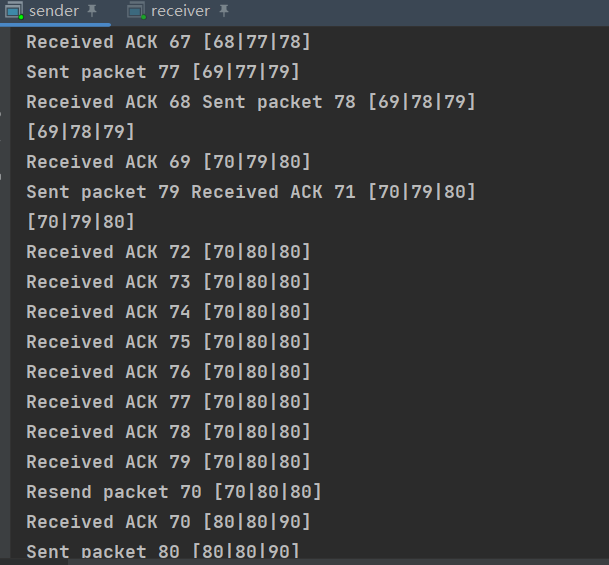 sender receiver
Received ACK 67 [68|77|78]
Sent packet 77 [69|77|79]
Received ACK 68 Sent packet 78 [69|78|79]
[69|78|79]
Received ACK 69 [70|79|80]
Sent packet 79 Received ACK 71 [70|79|80]
[70|79|80]
Received ACK 72 [70|80|80]
Received ACK 73 [70|80|80]
Received ACK 74 [70|80|80]
Received ACK 75 [70|80|80]
Received ACK 76 [70|80|80]
Received ACK 77 [70|80|80]
Received ACK 78 [70|80|80]
Received ACK 79 [70|80|80]
Resend packet 70 [70|80|80]
Received ACK 70 [80|80|90]
Sent packet 80 [80|80|90]